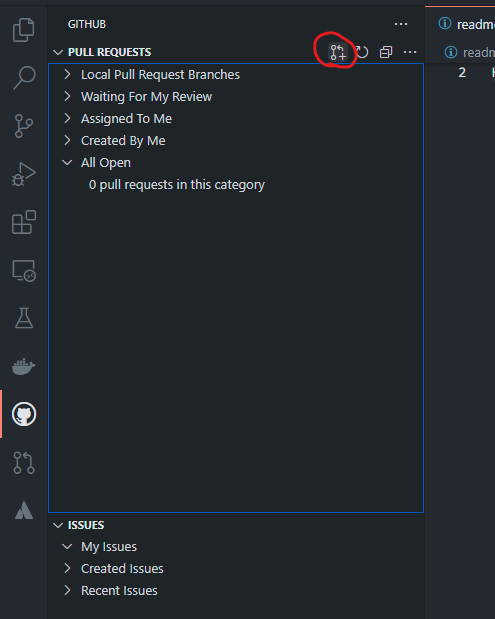 GITHUB
PULL REQUESTS
Local Pull Request Branches
Waiting For My Review
Assigned To Me
Created By Me
All Open
0 pull requests in this category
ISSUES
My Issues
Created Issues
Recent Issues
readme
readm
2